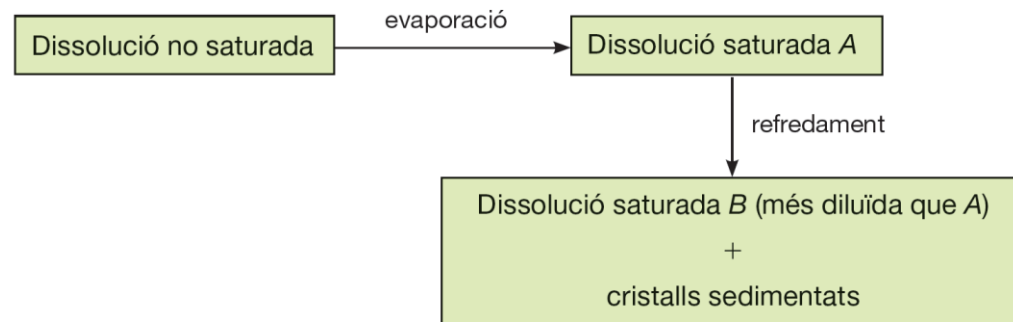 evaporació
Dissolució no saturada
Dissolució saturada A
refredament
Dissolució saturada B (més diluïda que A)
+
cristalls sedimentats